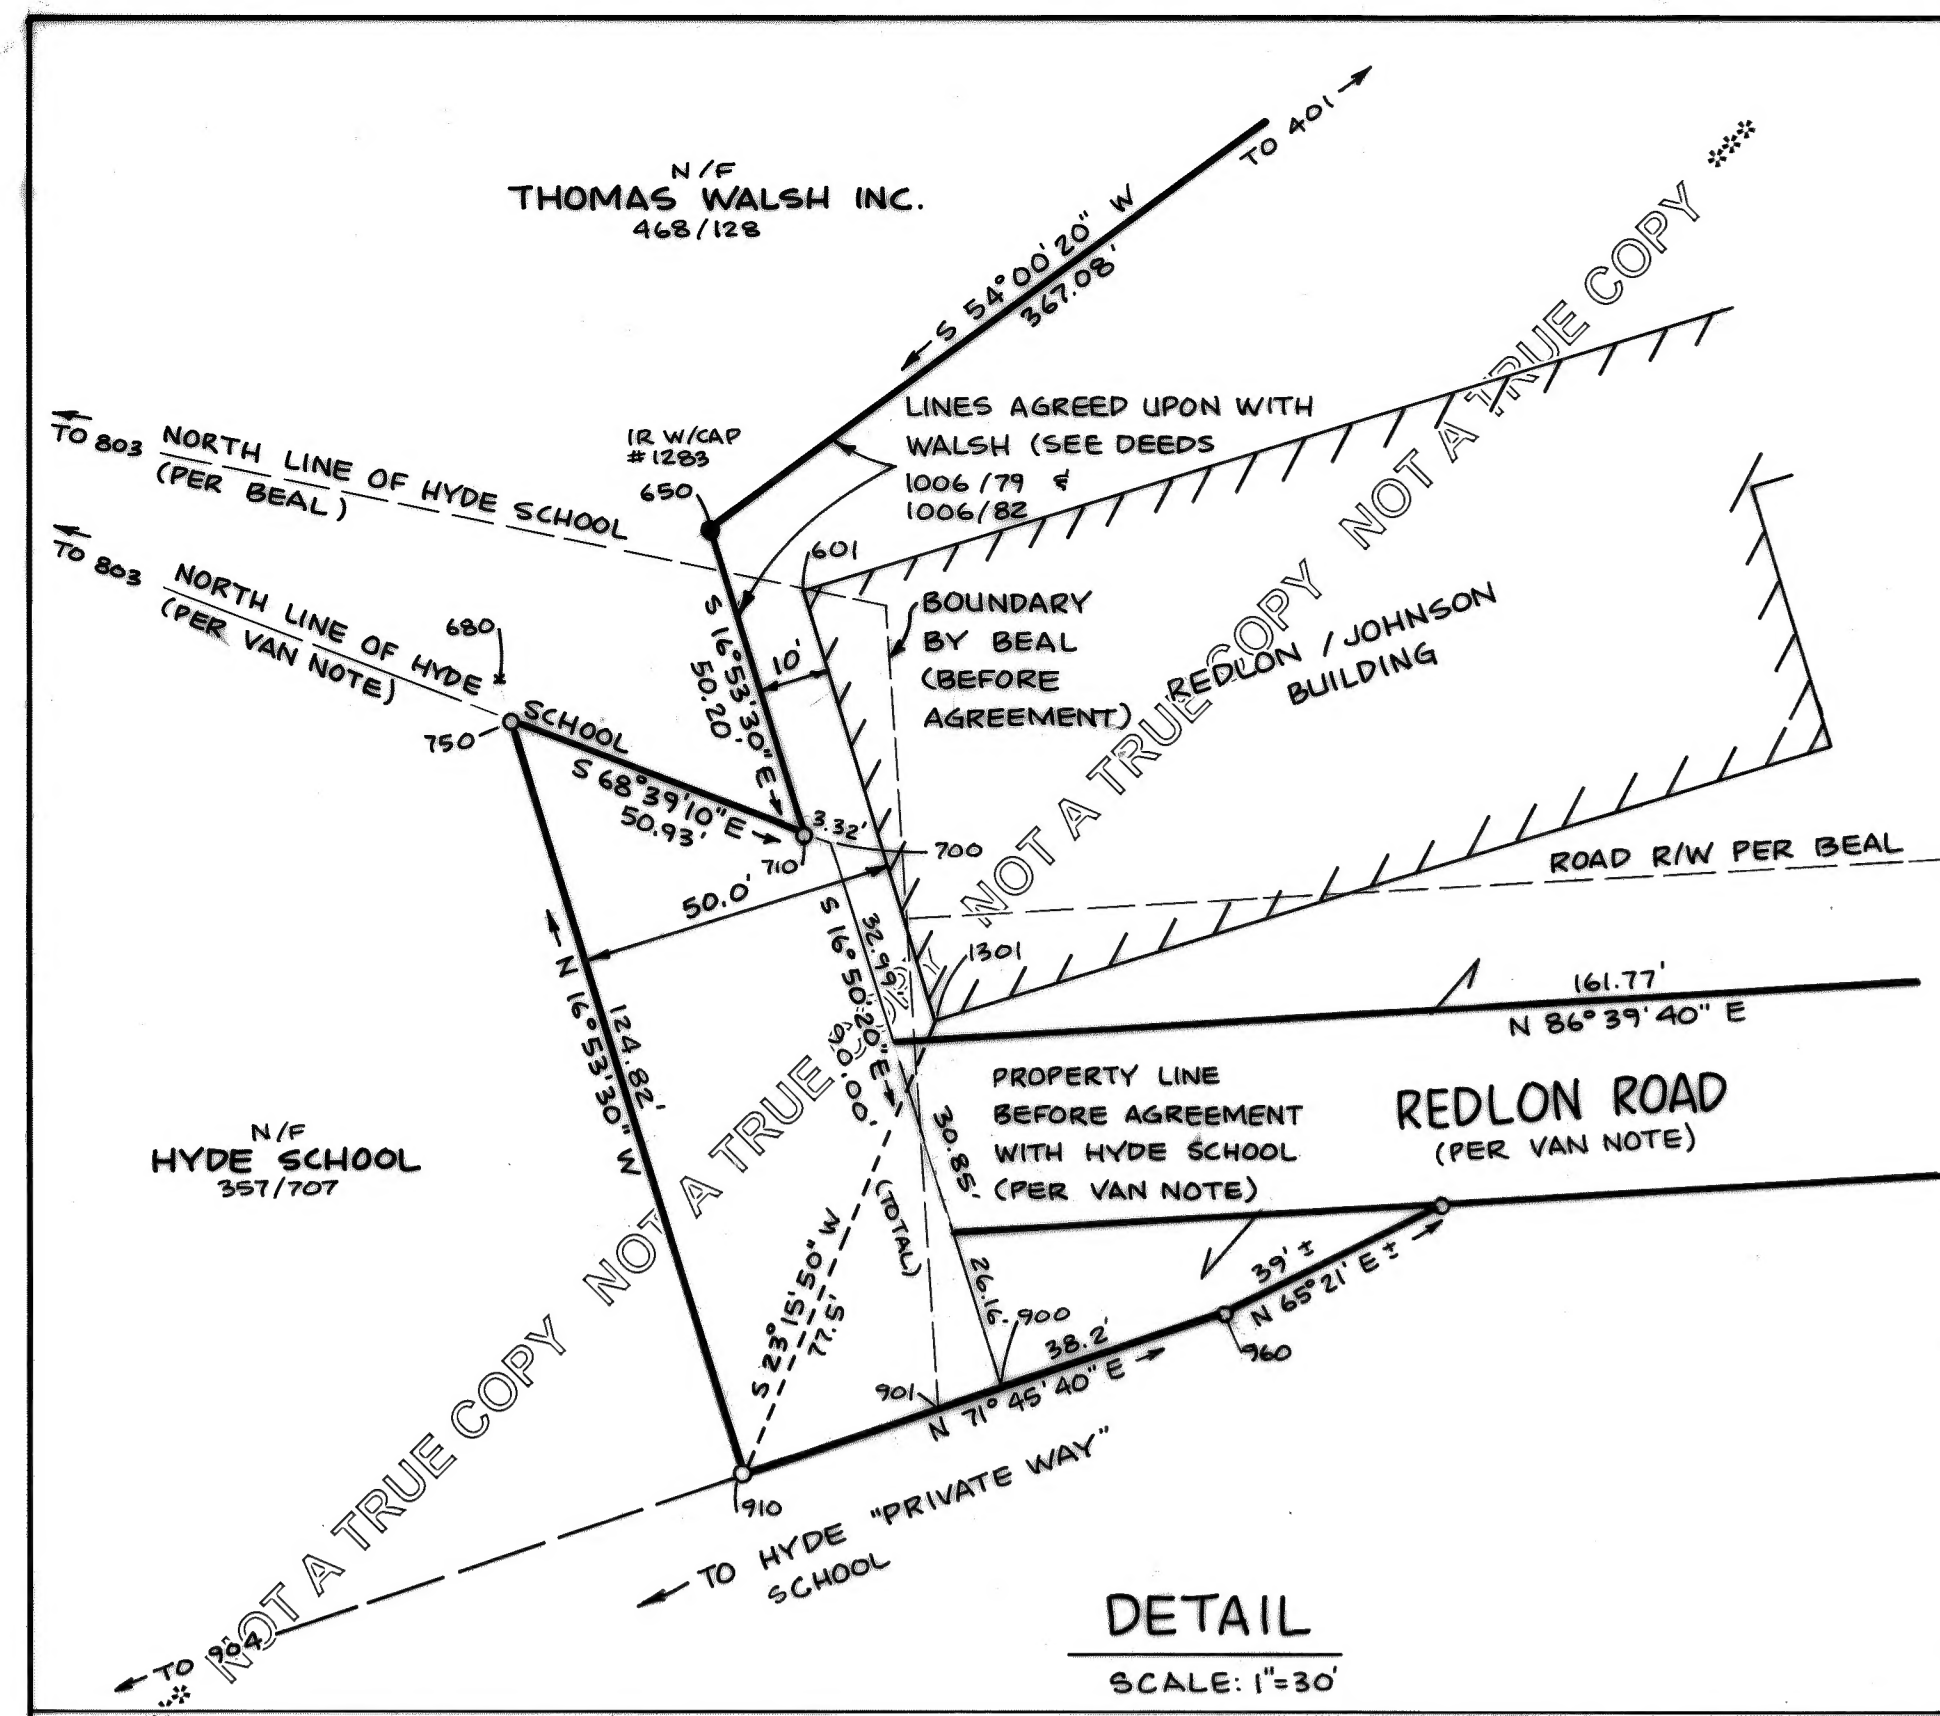 TO 401
N/F
THOMAS WALSH INC.
468/128
S 54°00'20" W
367.08'
LINES AGREED UPON WITH
WALSH (SEE DEEDS
1006/79 &
1006/82
TO 803
NORTH LINE OF HYDE SCHOOL
(PER BEAL)
IR W/CAP
#1283
650
601
TO 803
NORTH LINE OF HYDE SCHOOL
(PER VAN NOTE)
680
750
S 16°53'30" E
50.20'
10'
BOUNDARY
BY BEAL
(BEFORE
AGREEMENT)
REDLON / JOHNSON
BUILDING
S 68°39'10" E
50.93'
3.32'
710
700
50.0'
ROAD R/W PER BEAL
32.99'
S 16°50'20" E
90.00'
(TOTAL)
1301
161.77'
N 86°39'40" E
N 16°53'30" W
124.82'
PROPERTY LINE
BEFORE AGREEMENT
WITH HYDE SCHOOL
(PER VAN NOTE)
REDLON ROAD
(PER VAN NOTE)
30.85'
N/F
HYDE SCHOOL
357/707
S 23°15'50" W
77.5'
26.16'
900
39'±
N 65°21' E±
38.2'
960
901
N 71°45'40" E
910
TO HYDE "PRIVATE WAY"
SCHOOL
TO 904
DETAIL
SCALE: 1"=30'
NOT A TRUE COPY NOT A TRUE COPY NOT A TRUE COPY NOT A TRUE COPY